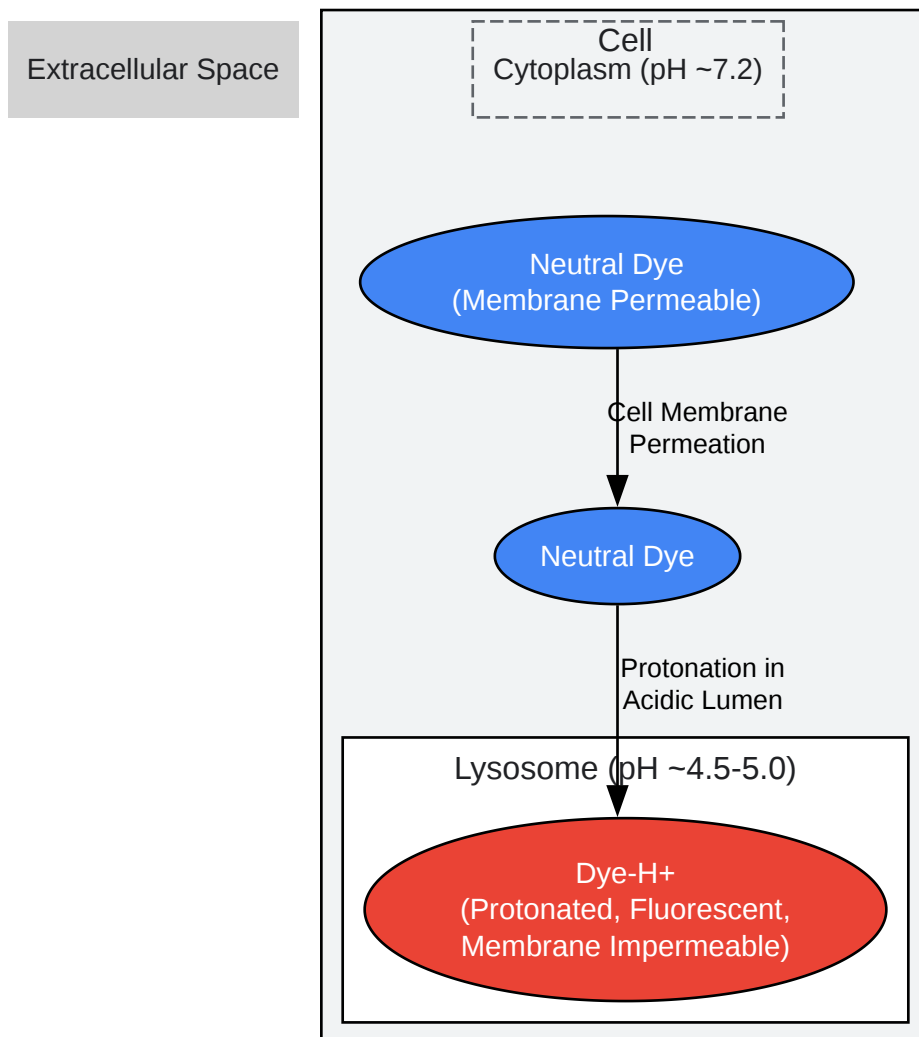 Extracellular Space
Cell
Cytoplasm (pH ~7.2)
Neutral Dye
(Membrane Permeable)
Cell Membrane
Permeation
Neutral Dye
Protonation in
Acidic Lumen
Lysosome (pH ~4.5-5.0)
Dye-H+
(Protonated, Fluorescent,
Membrane Impermeable)